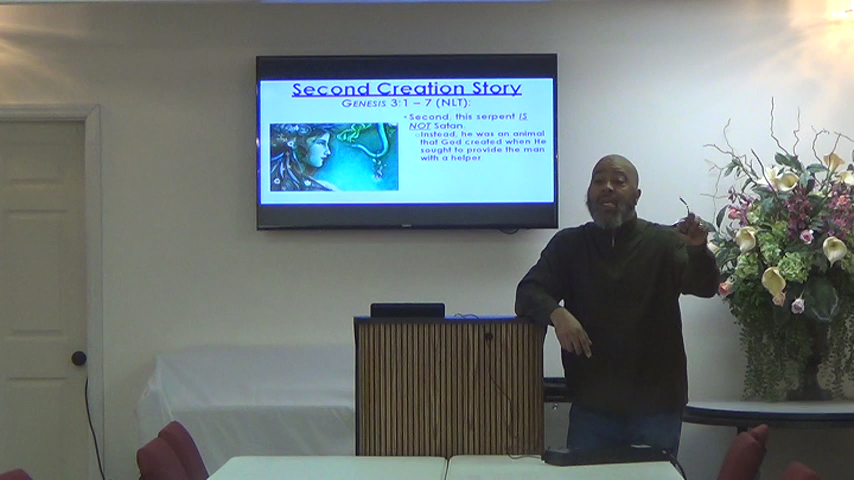 Second Creation Story
GENESIS 3:1 – 7 (NLT):
• Second, this serpent IS
NOT Satan.
○Instead, he was an animal
that God created when He
sought to provide the man
with a helper